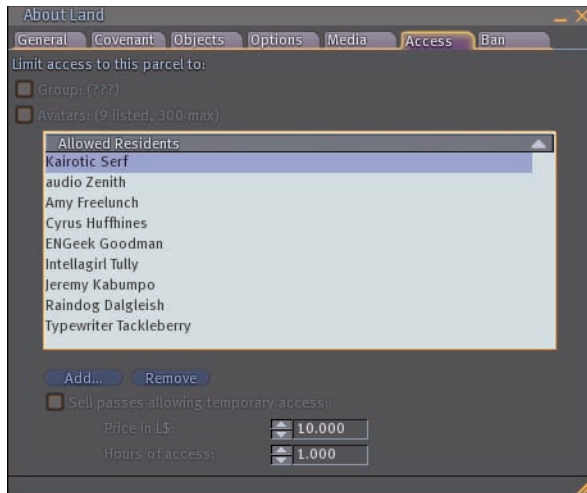 About Land
General Covenant Objects Options Media Access Ban
Limit access to this parcel to:
Group: (???)
Avatars: (9 listed, 300 max)
Allowed Residents
Kairotic Serf
audio Zenith
Amy Freelunch
Cyrus Huffhines
ENGeek Goodman
Intellagirl Tully
Jeremy Kabumpo
Raindog Dalgleish
Typewriter Tackleberry
Add... Remove
Sell passes allowing temporary access:
Price in L$: 10.000
Hours of access: 1.000